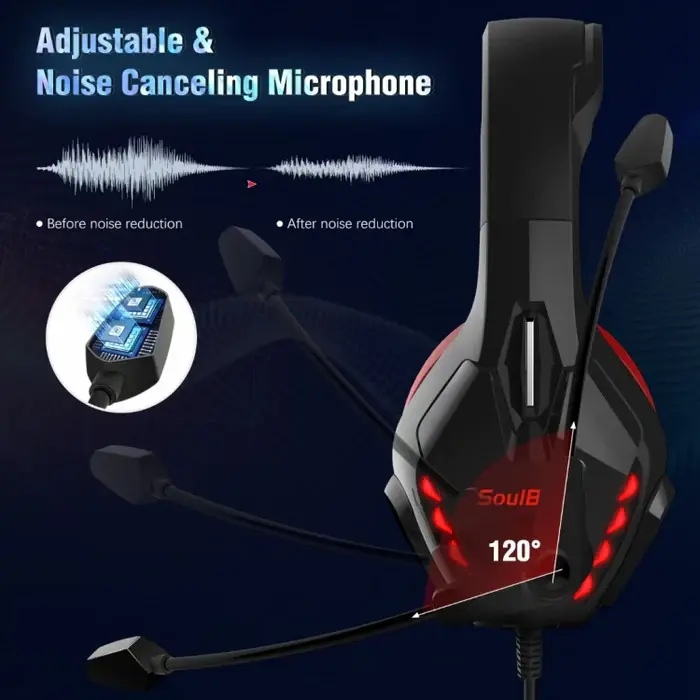 Adjustable &
Noise Canceling Microphone
• Before noise reduction
• After noise reduction
SoulB
120°